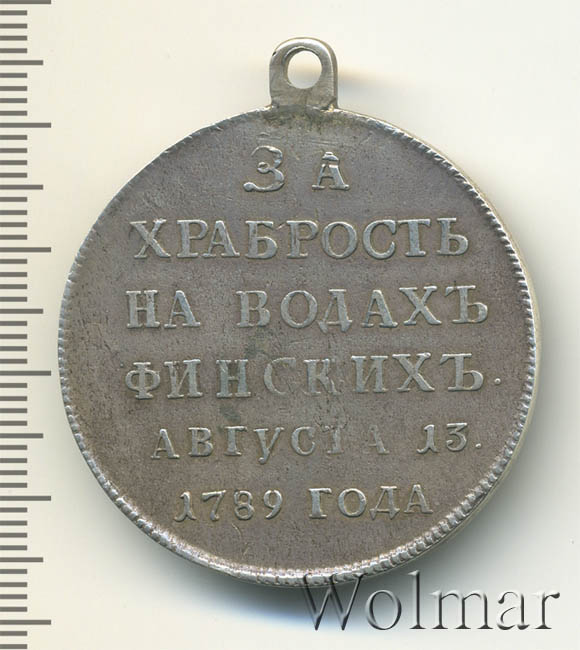 ЗА
ХРАБРОСТЬ
НА ВОДАХЪ
ФИНСКИХЪ.
АВГУСТА 13.
1789 ГОДА
Wolmar